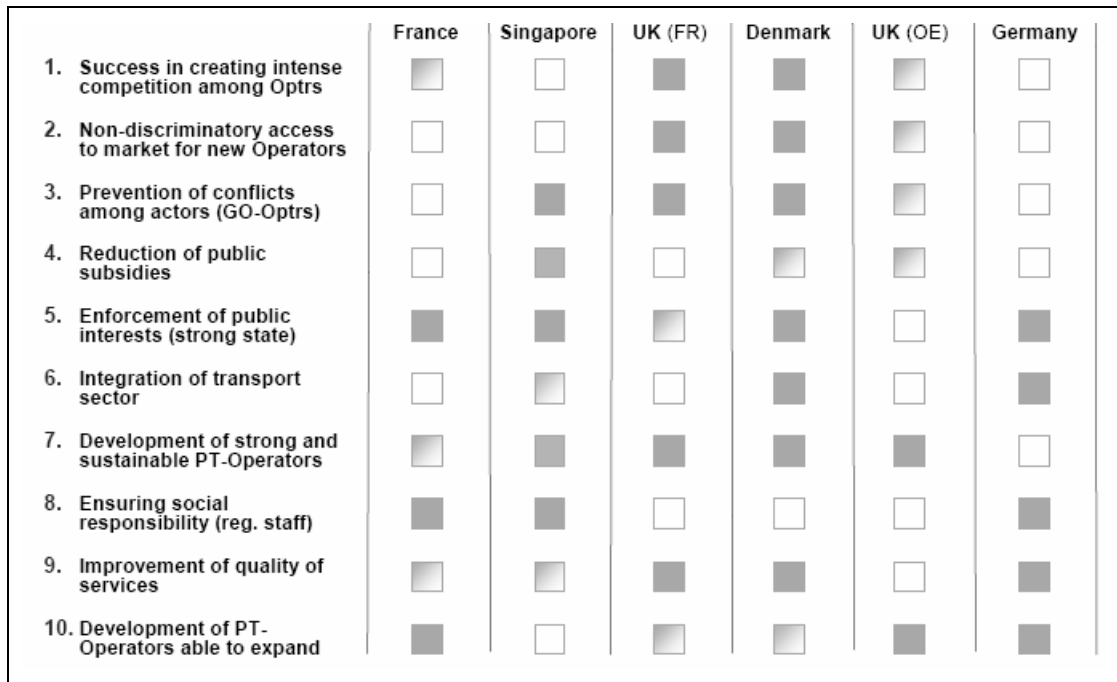 France Singapore UK (FR) Denmark UK (OE) Germany
1. Success in creating intense
competition among Optrs
2. Non-discriminatory access
to market for new Operators
3. Prevention of conflicts
among actors (GO-Optrs)
4. Reduction of public
subsidies
5. Enforcement of public
interests (strong state)
6. Integration of transport
sector
7. Development of strong and
sustainable PT-Operators
8. Ensuring social
responsibility (reg. staff)
9. Improvement of quality of
services
10. Development of PT-
Operators able to expand